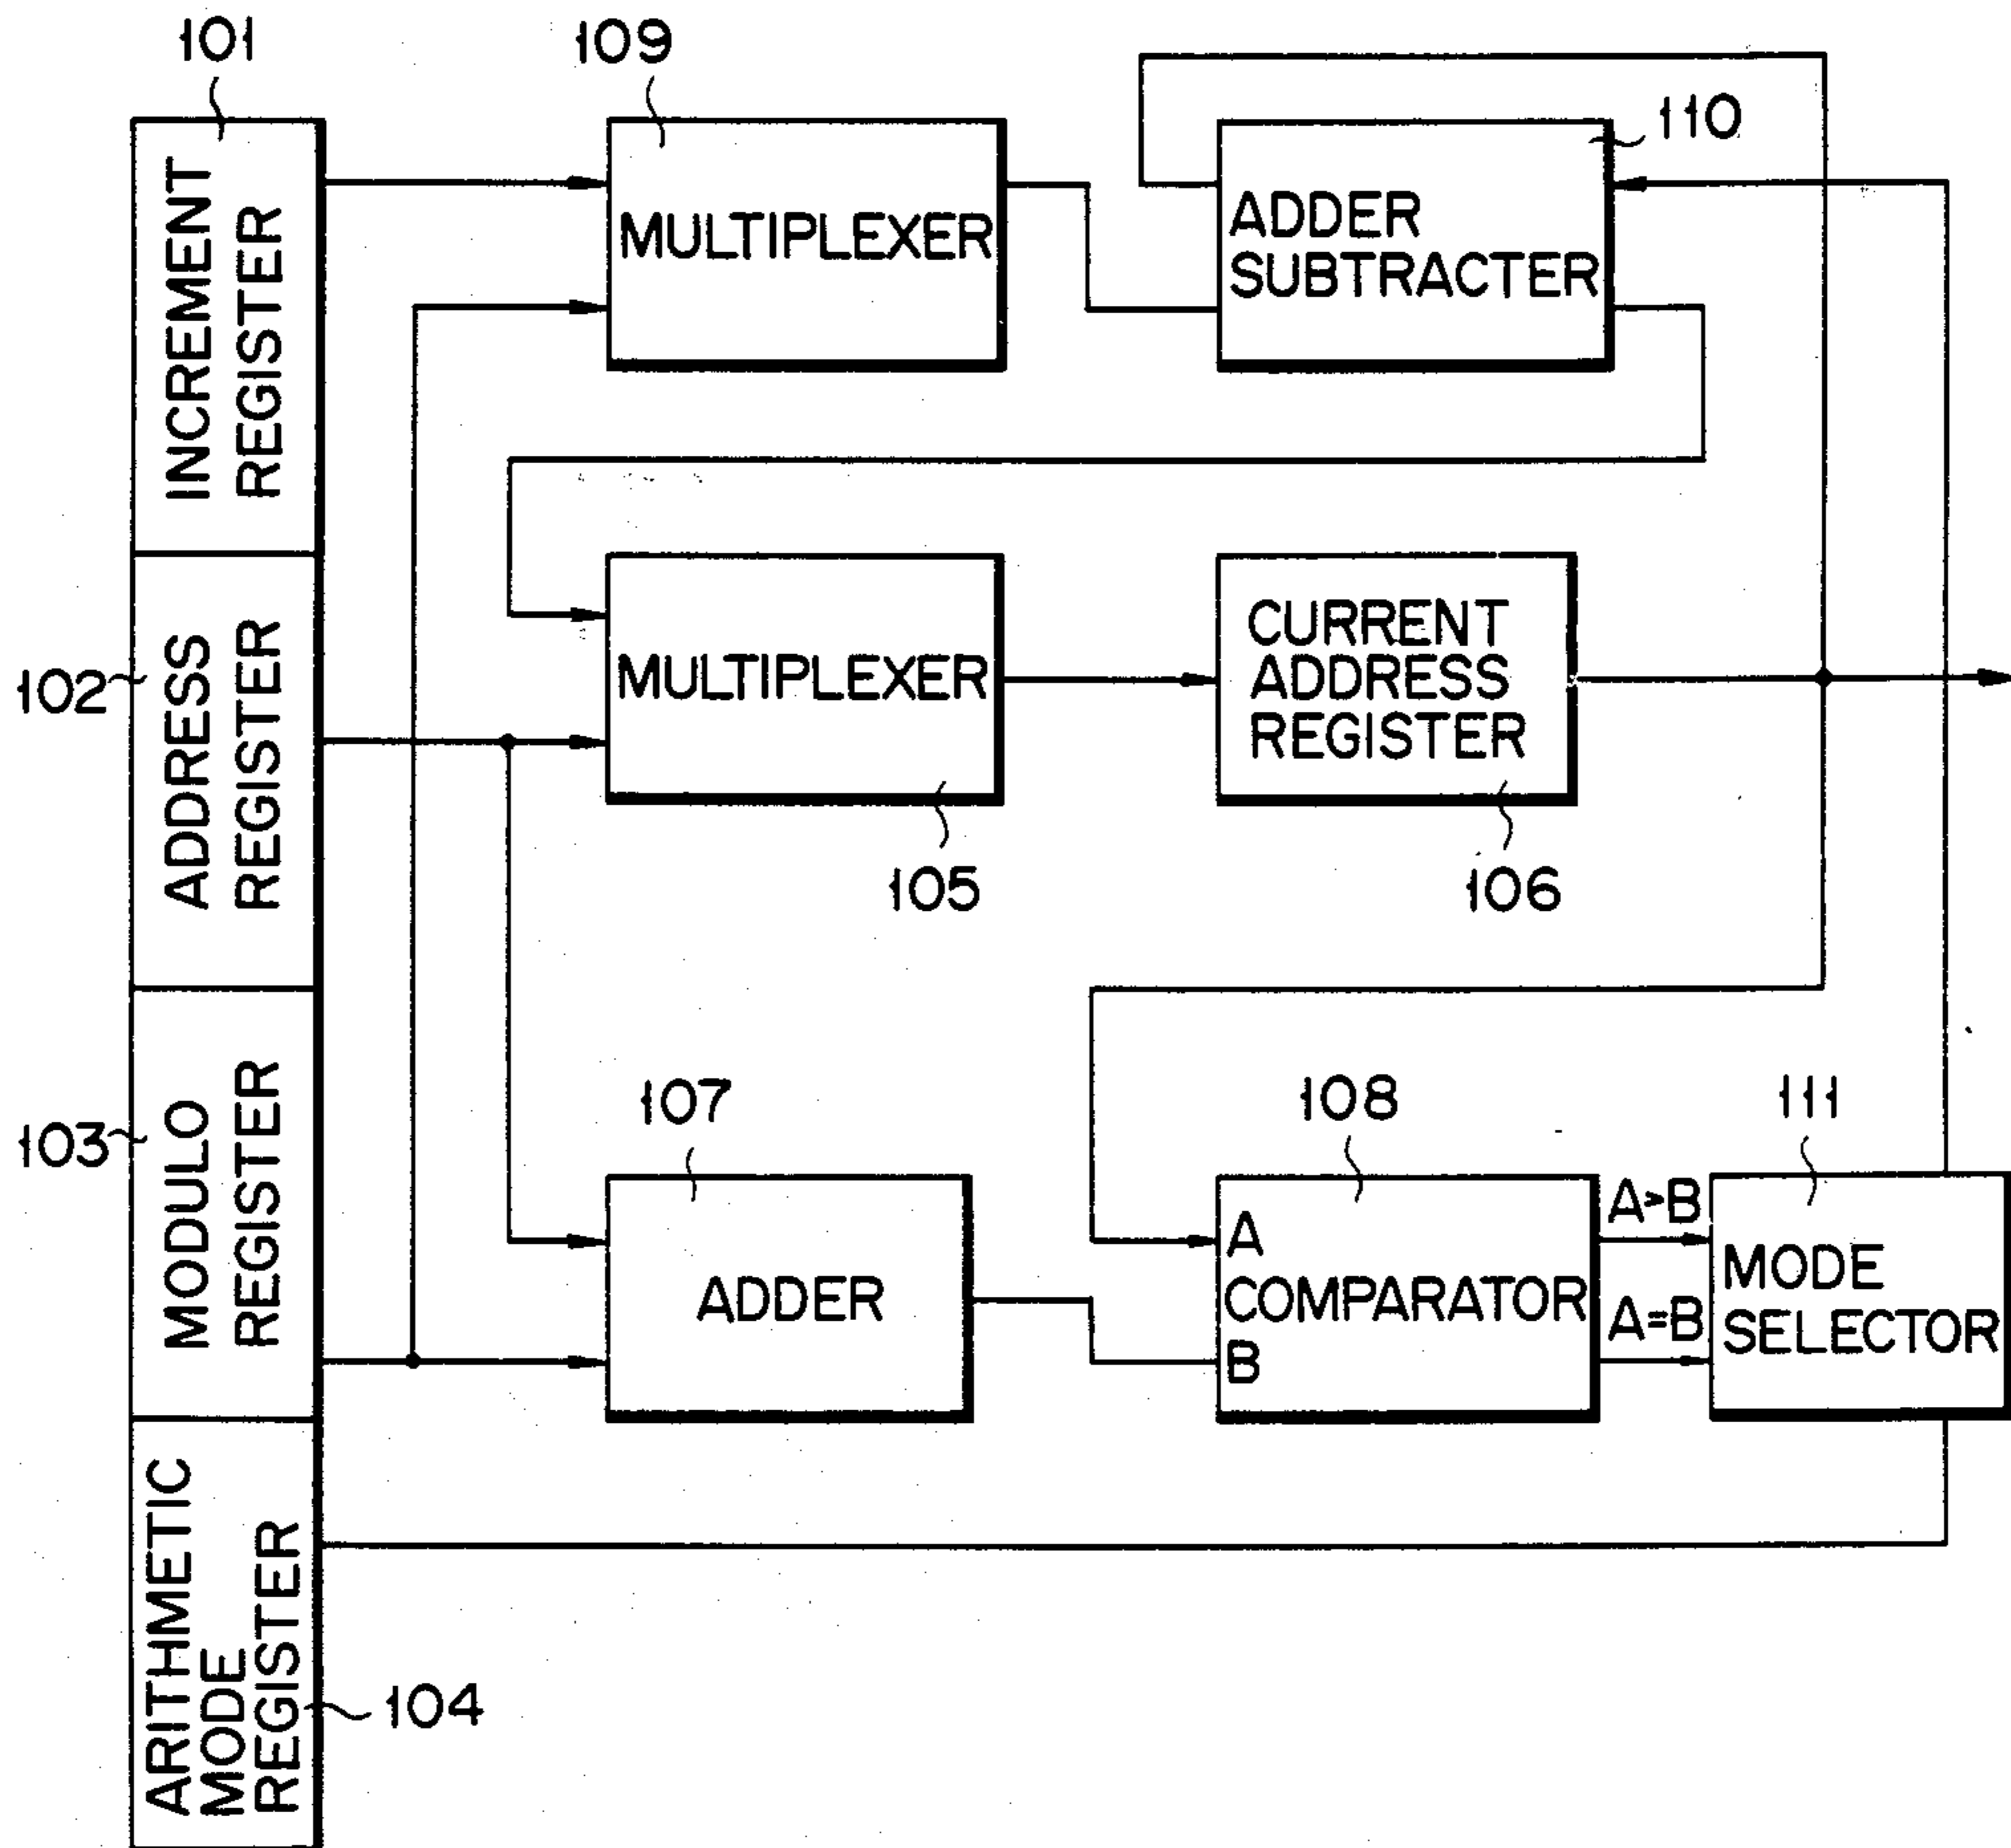 101
109
110
INCREMENT
REGISTER
MULTIPLEXER
ADDER
SUBTRACTER
102
ADDRESS
REGISTER
MULTIPLEXER
105
CURRENT
ADDRESS
REGISTER
106
103
MODULO
REGISTER
107
ADDER
108
A
COMPARATOR
B
A>B
A=B
111
MODE
SELECTOR
ARITHMETIC
MODE
REGISTER
104